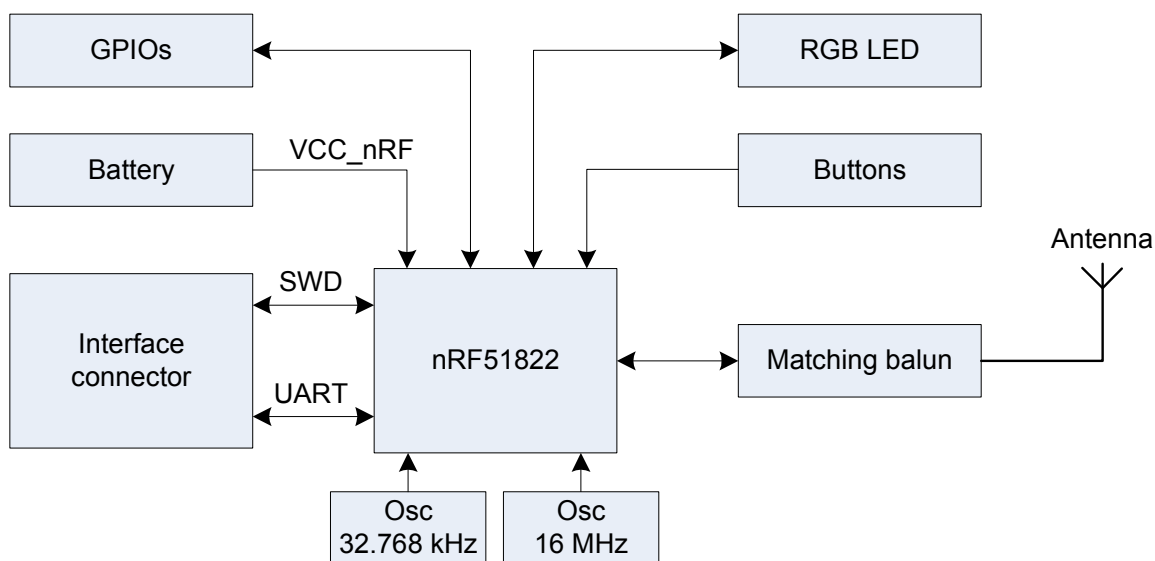 GPIOs
RGB LED
Battery
VCC_nRF
Buttons
Antenna
SWD
Interface
connector
nRF51822
Matching balun
UART
Osc
32.768 kHz
Osc
16 MHz